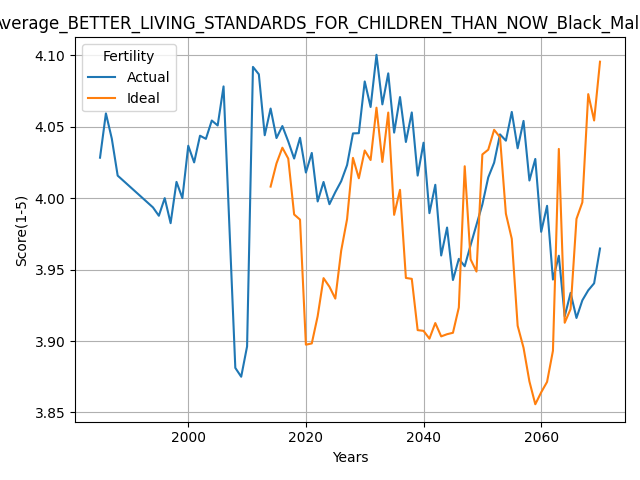 Average_BETTER_LIVING_STANDARDS_FOR_CHILDREN_THAN_NOW_Black_Mal
Fertility
Actual
Ideal
4.10
4.05
4.00
3.95
3.90
3.85
Score(1-5)
2000 2020 2040 2060
Years